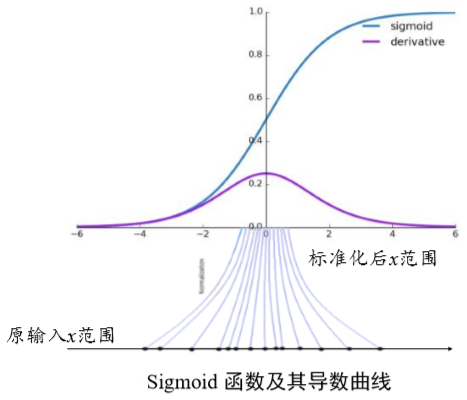 1.0
sigmoid
derivative
0.8
0.6
0.4
0.2
0.0
−6 −4 −2 0 2 4 6
标准化后x范围
Normalization
原输入x范围
Sigmoid 函数及其导数曲线